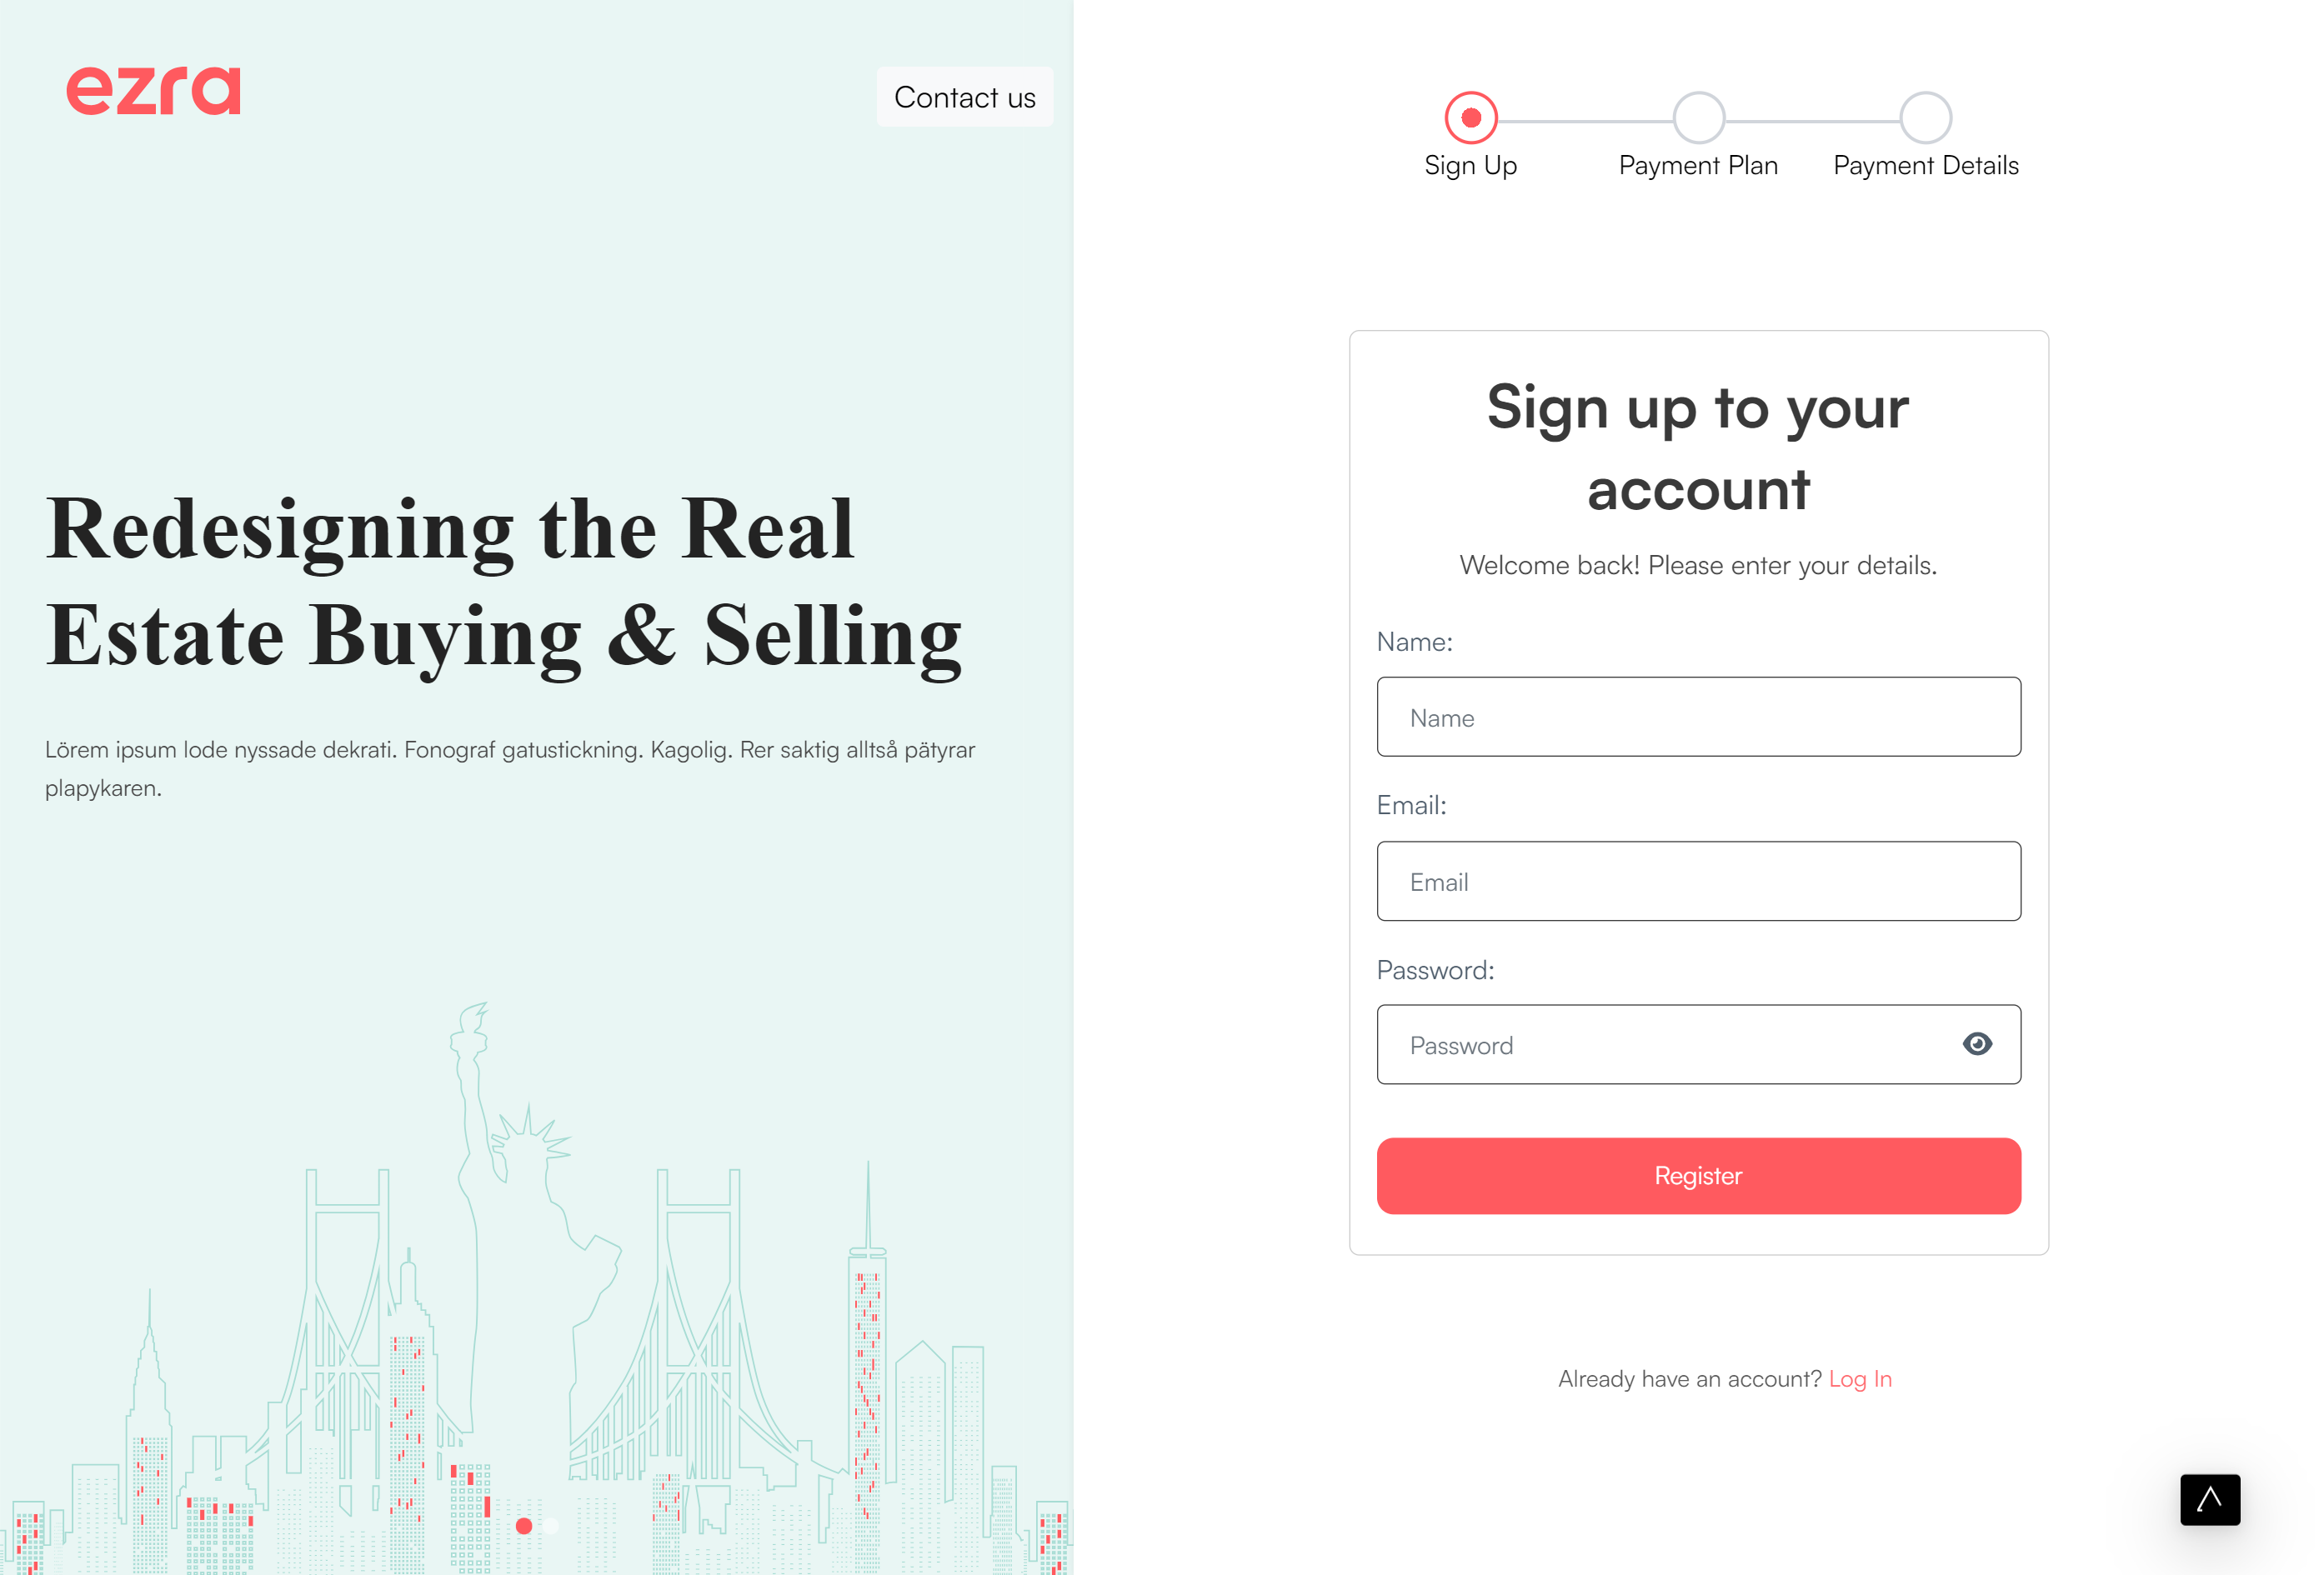 ezra
Contact us
Redesigning the Real
Estate Buying & Selling
Lörem ipsum lode nyssade dekrati. Fonograf gatustickning. Kagolig. Rer saktig alltså pätyrar
plapykaren.
Sign Up
Payment Plan
Payment Details
Sign up to your
account
Welcome back! Please enter your details.
Name:
Name
Email:
Email
Password:
Password
Register
Already have an account? Log In